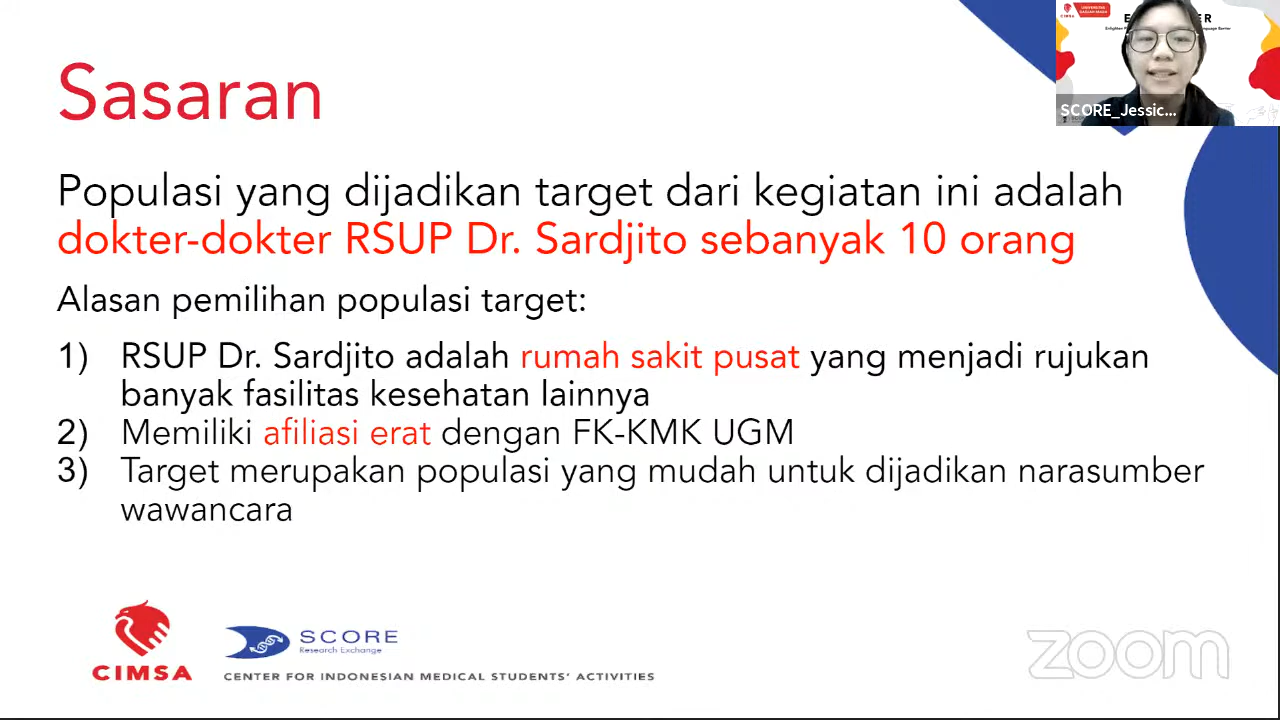 Sasaran
Populasi yang dijadikan target dari kegiatan ini adalah
dokter-dokter RSUP Dr. Sardjito sebanyak 10 orang
Alasan pemilihan populasi target:
1) RSUP Dr. Sardjito adalah rumah sakit pusat yang menjadi rujukan
banyak fasilitas kesehatan lainnya
2) Memiliki afiliasi erat dengan FK-KMK UGM
3) Target merupakan populasi yang mudah untuk dijadikan narasumber
wawancara
CIMSA
SCORE
Research Exchange
CENTER FOR INDONESIAN MEDICAL STUDENTS' ACTIVITIES
zoom
CIMSA
SCORE_Jessic...